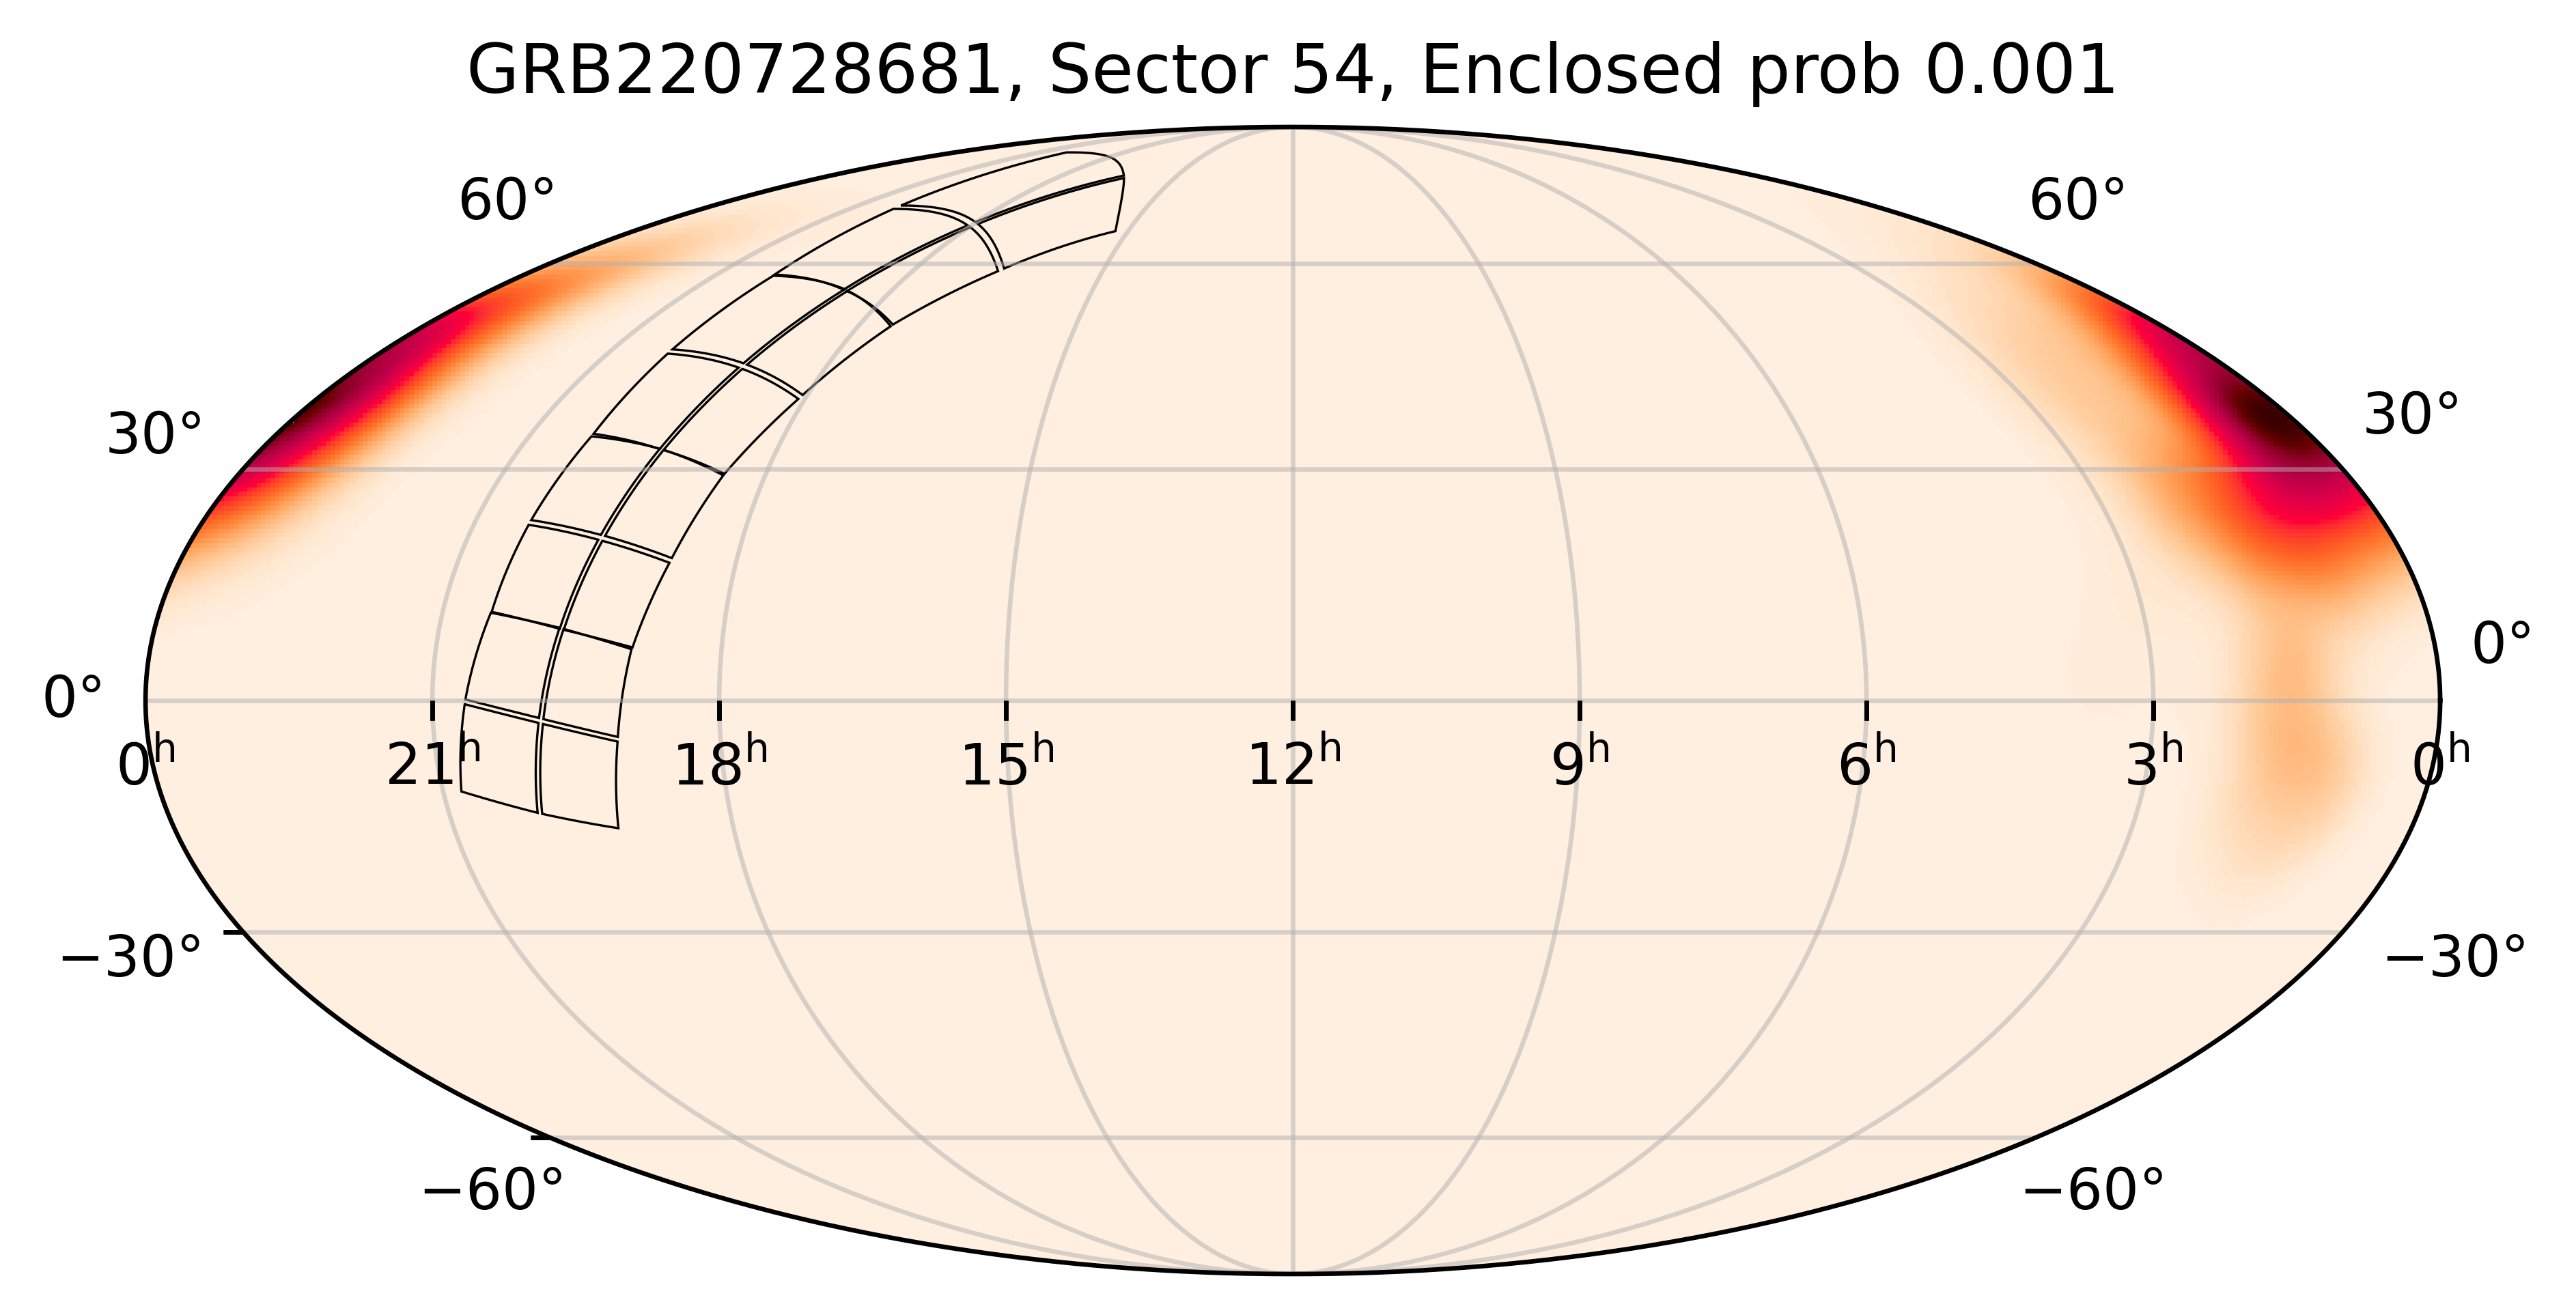 GRB220728681, Sector 54, Enclosed prob 0.001
60° 60°
30° 30°
0° 0°
0ʰ 21ʰ 18ʰ 15ʰ 12ʰ 9ʰ 6ʰ 3ʰ 0ʰ
−30° −30°
−60° −60°